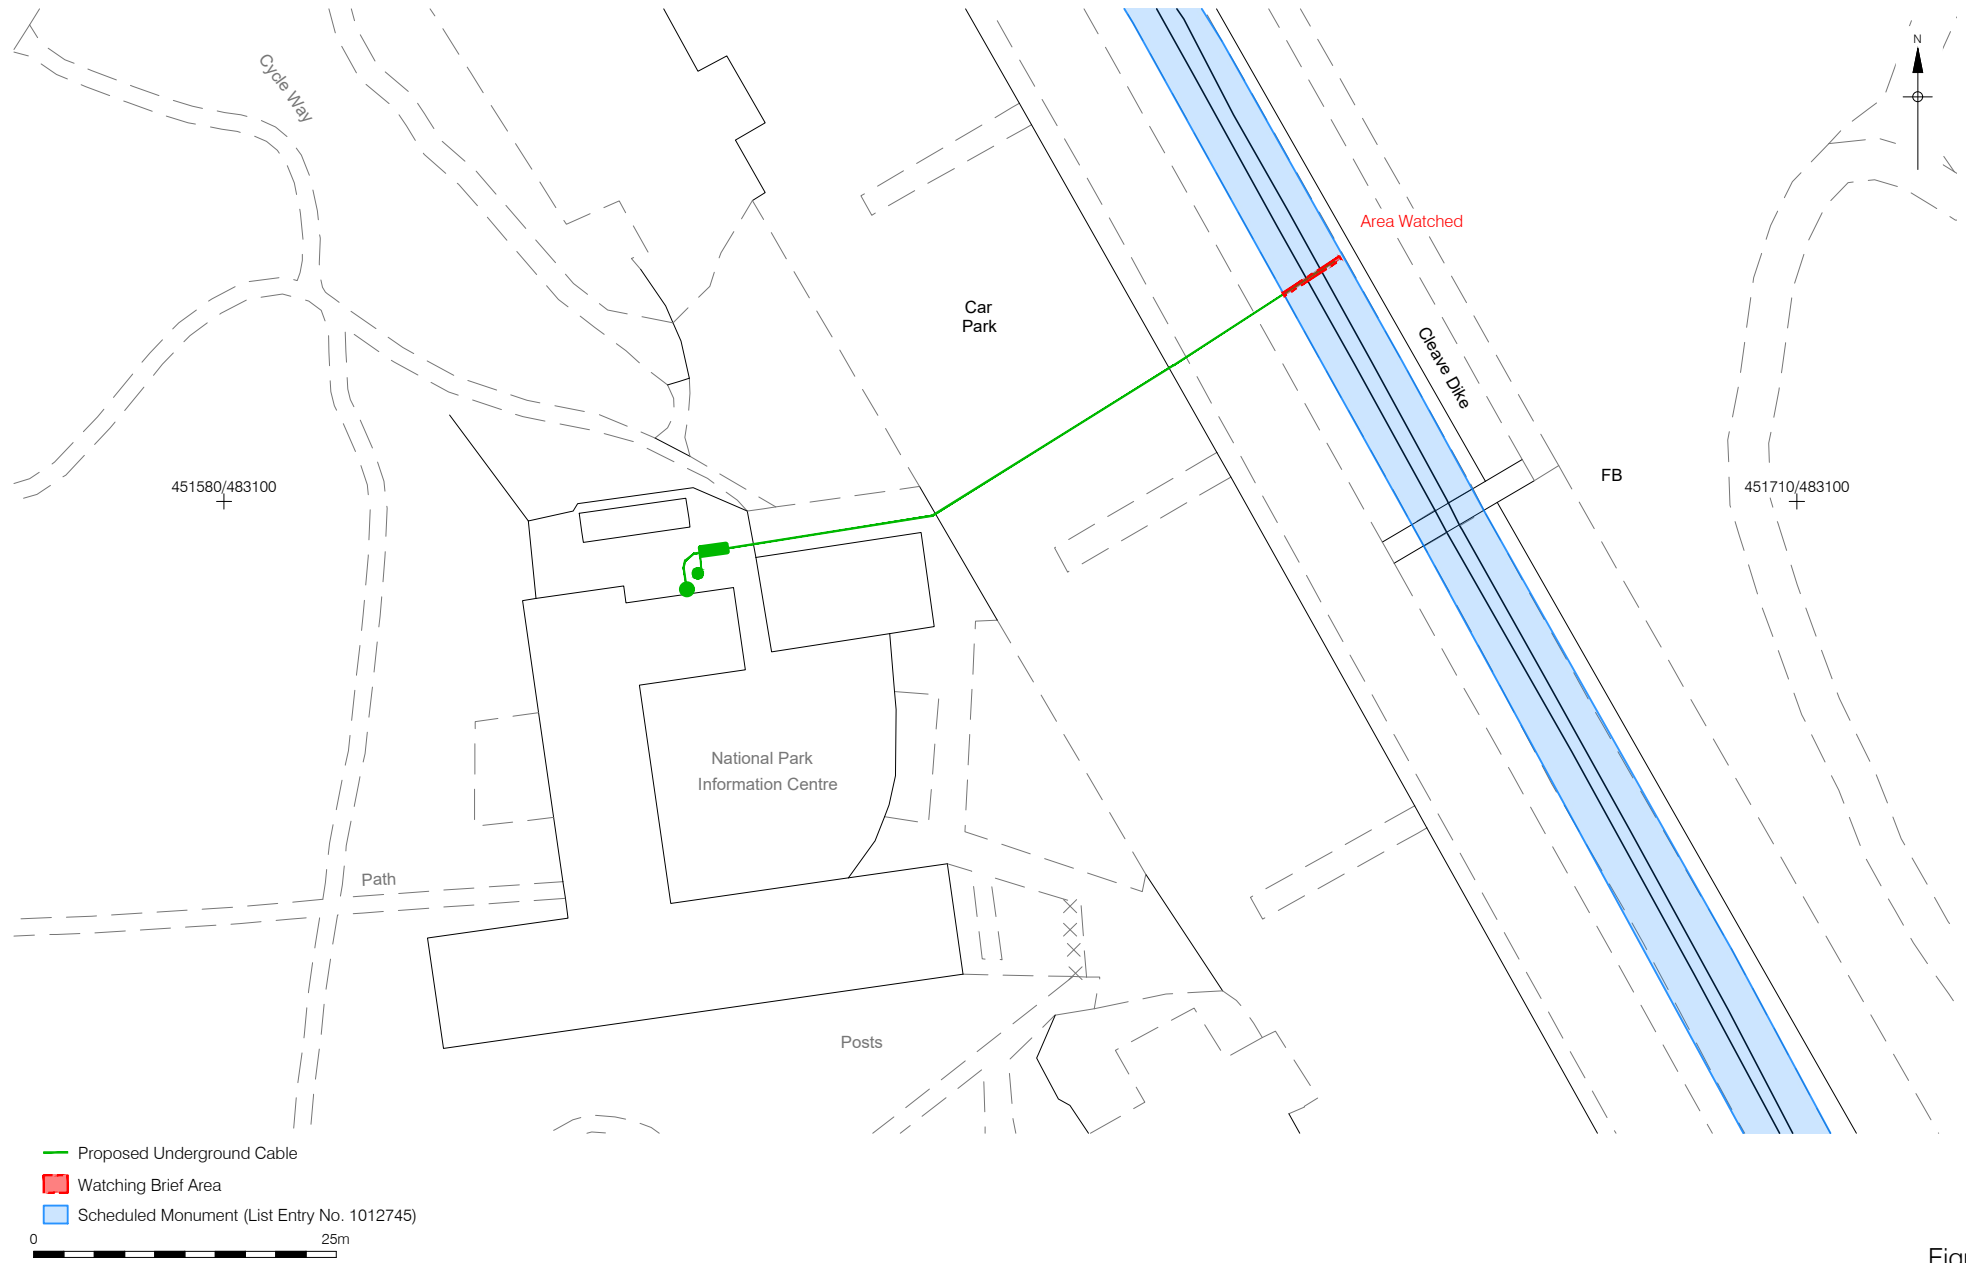 Cycle Way
N
Area Watched
Car
Park
Cleave Dike
FB
451580/483100
451710/483100
National Park
Information Centre
Path
Posts
Proposed Underground Cable
Watching Brief Area
Scheduled Monument (List Entry No. 1012745)
0
25m